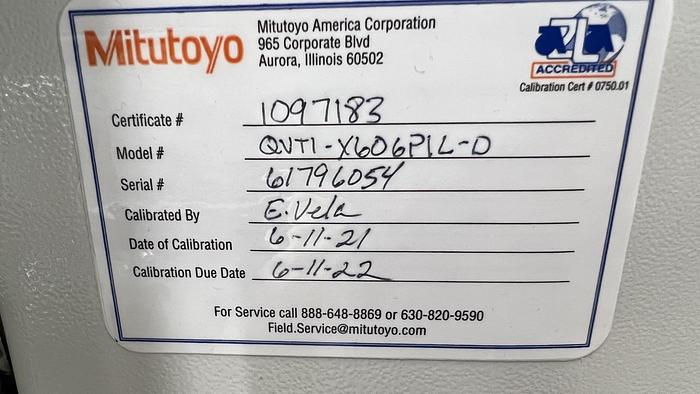 Mitutoyo
Mitutoyo America Corporation
965 Corporate Blvd
Aurora, Illinois 60502
A2LA
ACCREDITED
Calibration Cert # 0750.01
Certificate # 1097183
Model # QVT1-X606P1L-D
Serial # 61796054
Calibrated By E. Vela
Date of Calibration 6-11-21
Calibration Due Date 6-11-22
For Service call 888-648-8869 or 630-820-9590
Field.Service@mitutoyo.com